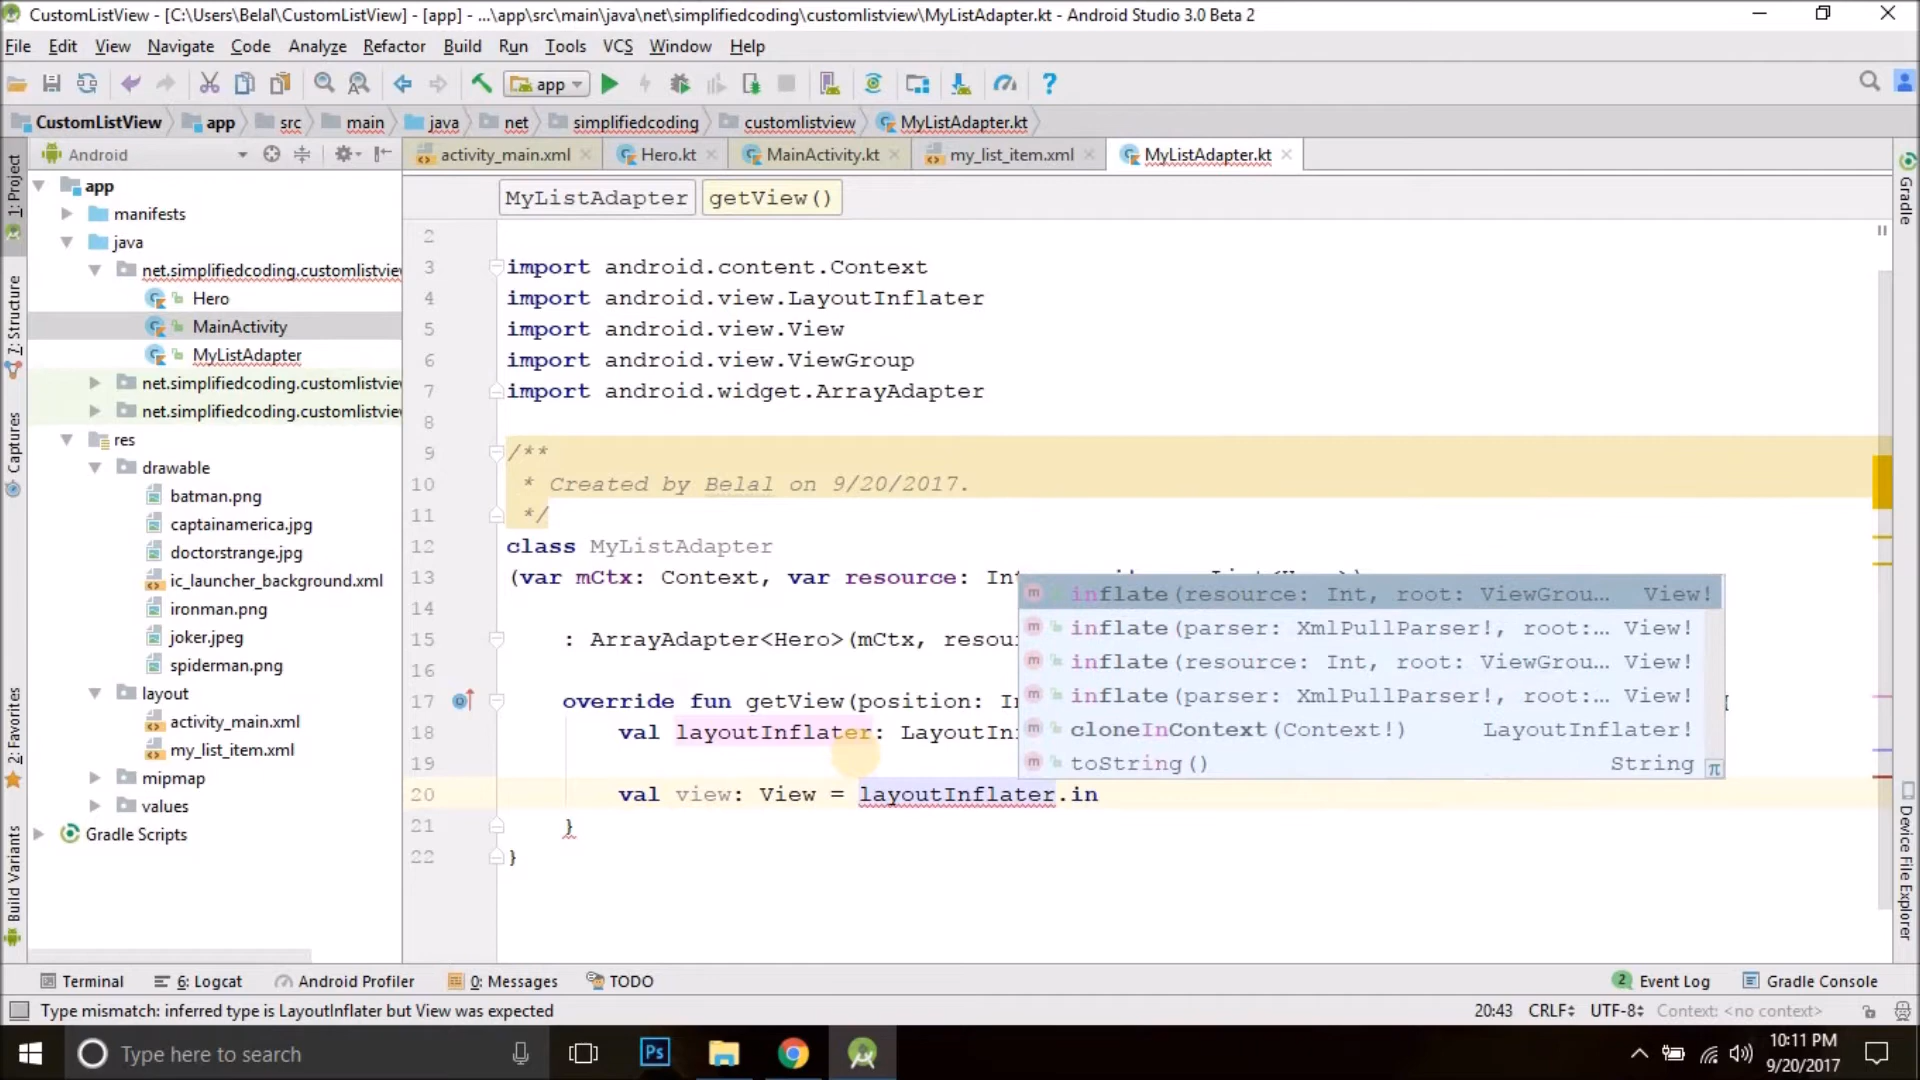 CustomListView - [C:\Users\Belal\CustomListView] - [app] - ...\app\src\main\java\net\simplifiedcoding\customlistview\MyListAdapter.kt - Android Studio 3.0 Beta 2
File Edit View Navigate Code Analyze Refactor Build Run Tools VCS Window Help
app
CustomListView app src main java net simplifiedcoding customlistview MyListAdapter.kt
Android
activity_main.xml Hero.kt MainActivity.kt my_list_item.xml MyListAdapter.kt
1: Project
7: Structure
Captures
2: Favorites
Build Variants
app
manifests
java
net.simplifiedcoding.customlistvie
Hero
MainActivity
MyListAdapter
net.simplifiedcoding.customlistvie
net.simplifiedcoding.customlistvie
res
drawable
batman.png
captainamerica.jpg
doctorstrange.jpg
ic_launcher_background.xml
ironman.png
joker.jpeg
spiderman.png
layout
activity_main.xml
my_list_item.xml
mipmap
values
Gradle Scripts
MyListAdapter getView()
2
3 import android.content.Context
4 import android.view.LayoutInflater
5 import android.view.View
6 import android.view.ViewGroup
7 import android.widget.ArrayAdapter
8
9 /**
10 * Created by Belal on 9/20/2017.
11 */
12 class MyListAdapter
13 (var mCtx: Context, var resource: Int
14
15 : ArrayAdapter<Hero>(mCtx, resou
16
17 override fun getView(position: In
18 val layoutInflater: LayoutIn
19
20 val view: View = layoutInflater.in
21 }
22 }
inflate(resource: Int, root: ViewGrou... View!
inflate(parser: XmlPullParser!, root:... View!
inflate(resource: Int, root: ViewGrou... View!
inflate(parser: XmlPullParser!, root:... View!
cloneInContext(Context!) LayoutInflater!
toString() String
π
Gradle
Device File Explorer
Terminal 6: Logcat Android Profiler 0: Messages TODO 2 Event Log Gradle Console
Type mismatch: inferred type is LayoutInflater but View was expected 20:43 CRLF UTF-8 Context: <no context>
Type here to search
Ps
10:11 PM
9/20/2017